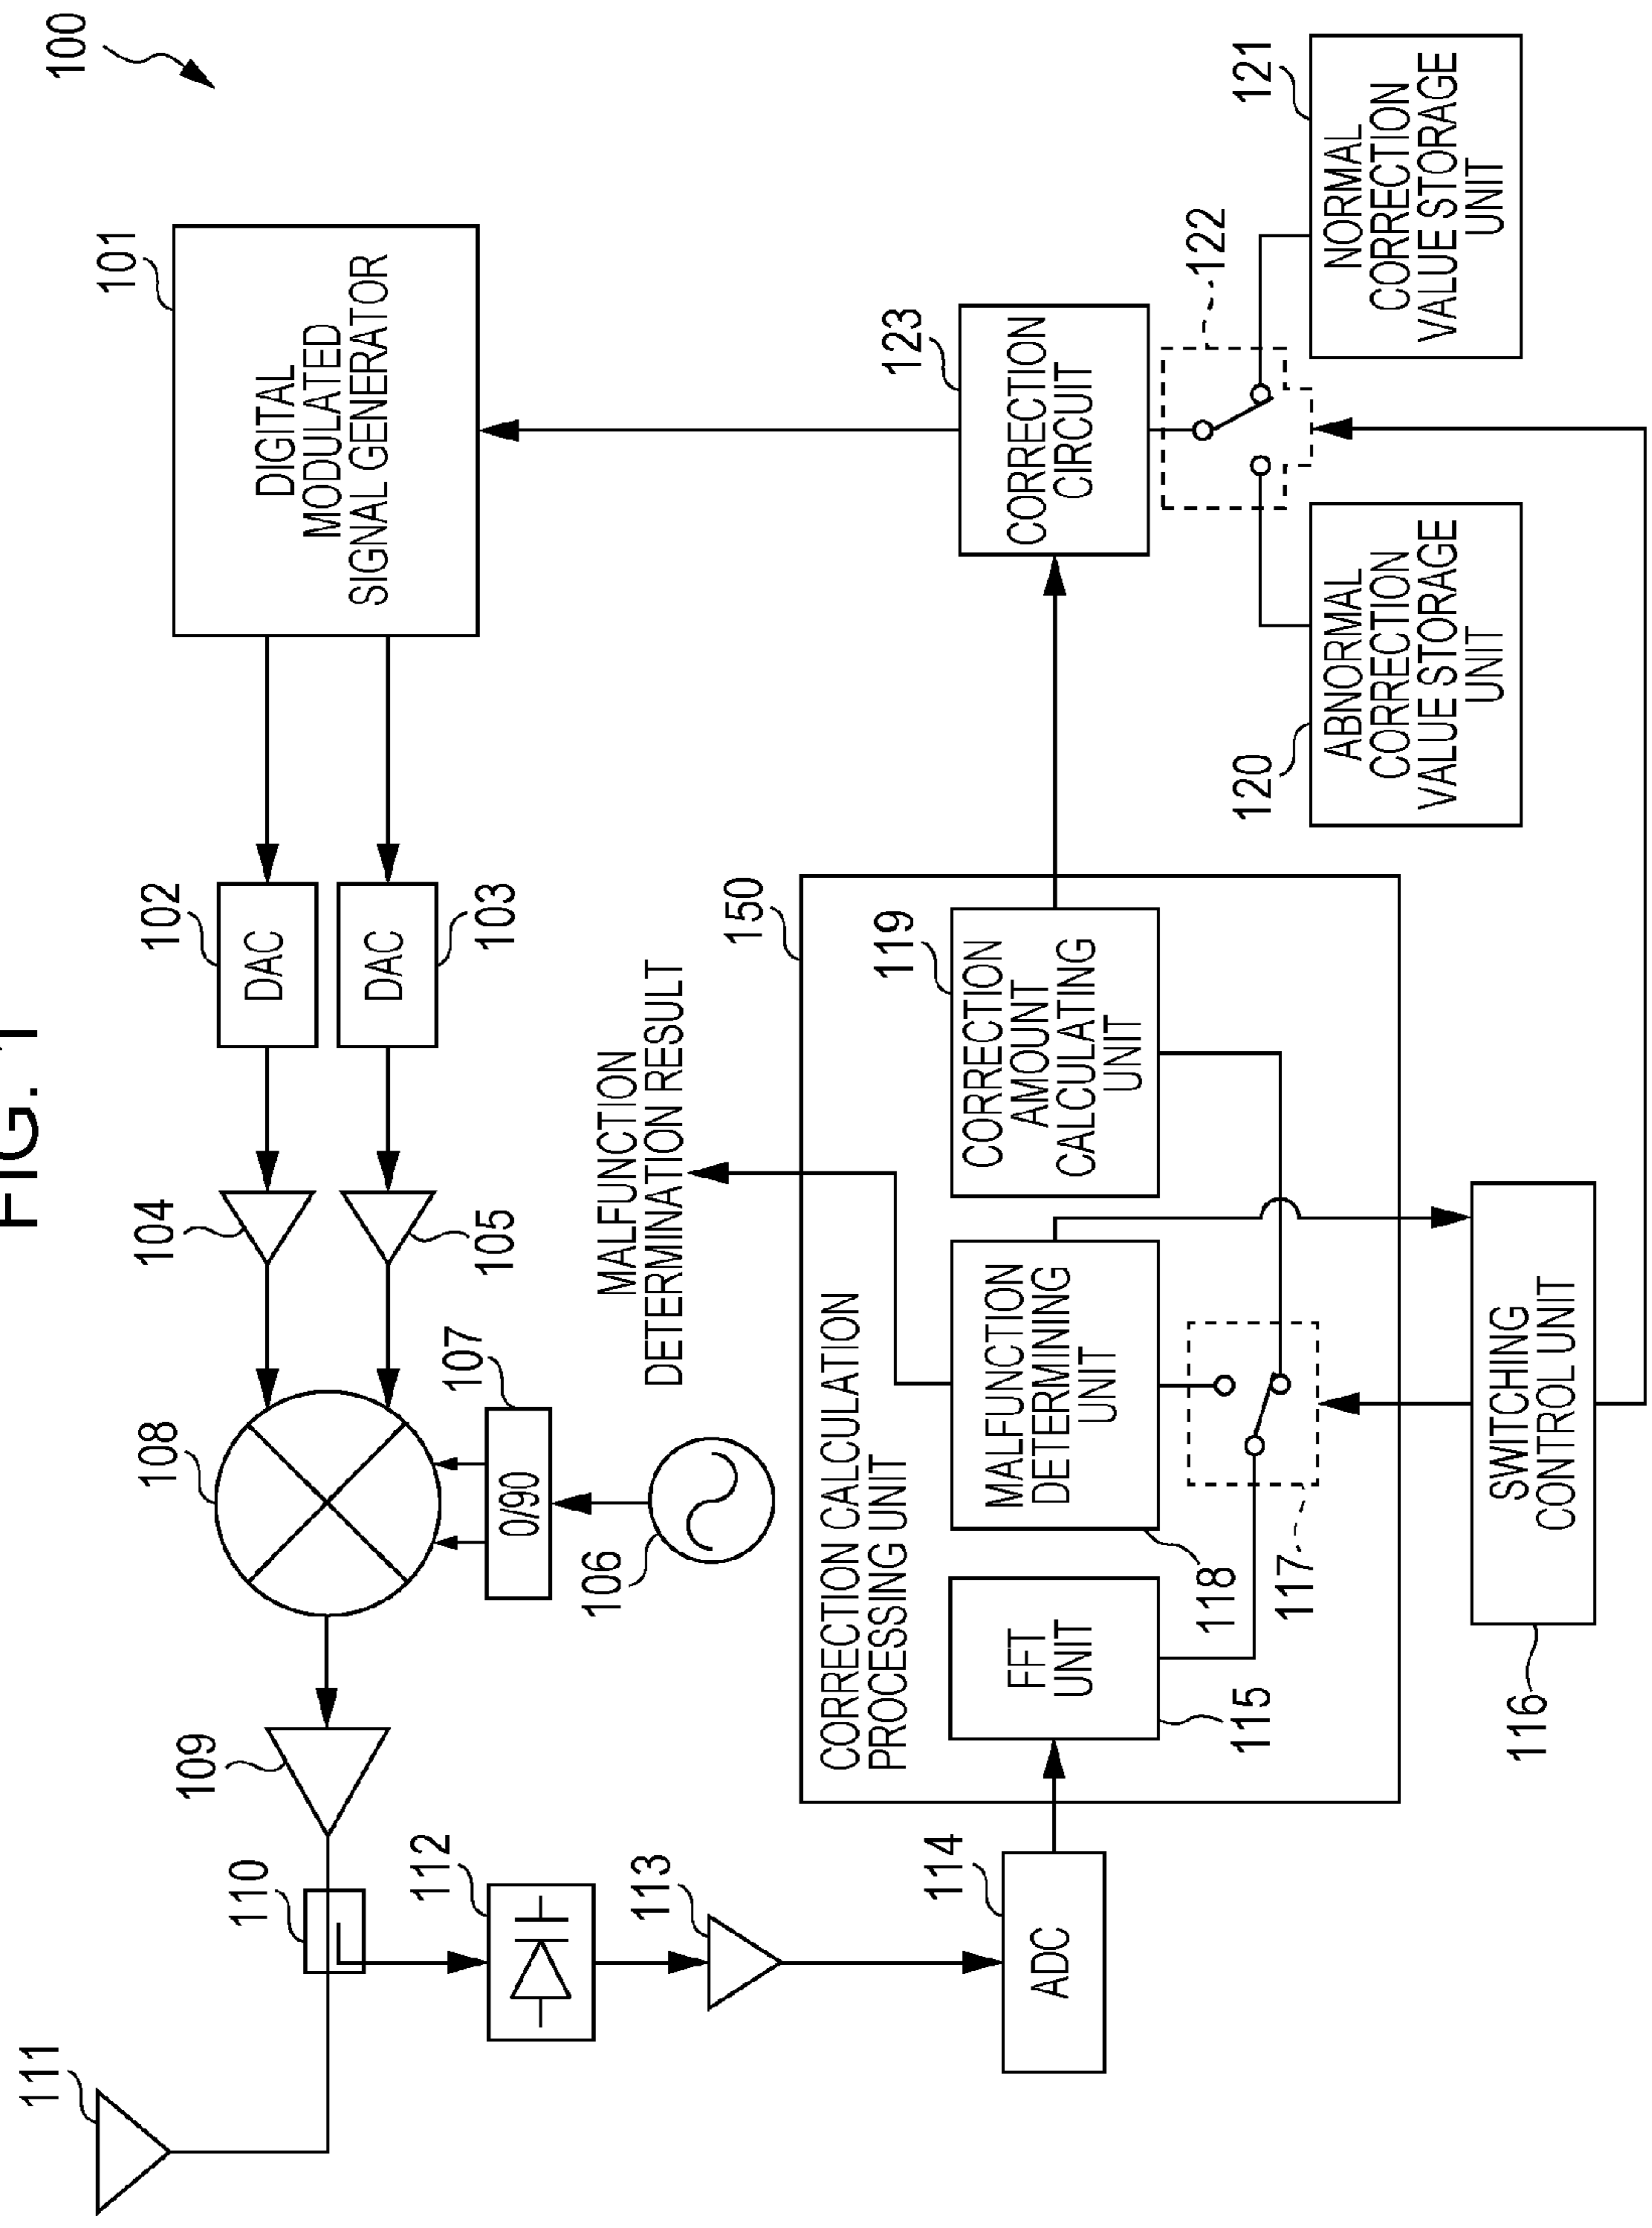 FIG. 1
100
101
DIGITAL
MODULATED
SIGNAL GENERATOR
102
DAC
103
DAC
104
105
106
107
0/90
108
109
110
111
112
113
114
ADC
MALFUNCTION
DETERMINATION RESULT
150
CORRECTION CALCULATION
PROCESSING UNIT
115
FFT
UNIT
118
MALFUNCTION
DETERMINING
UNIT
117
119
CORRECTION
AMOUNT
CALCULATING
UNIT
116
SWITCHING
CONTROL UNIT
123
CORRECTION
CIRCUIT
122
120
ABNORMAL
CORRECTION
VALUE STORAGE
UNIT
121
NORMAL
CORRECTION
VALUE STORAGE
UNIT